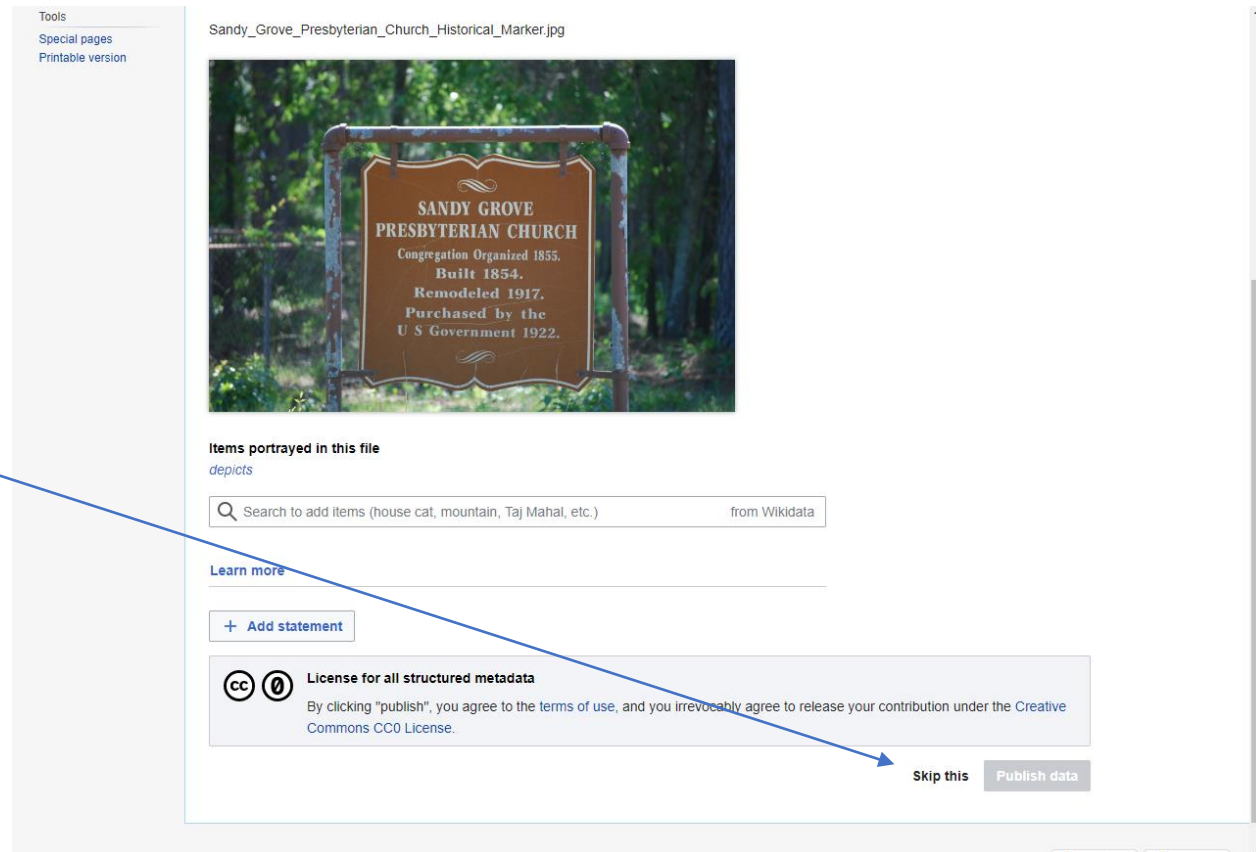 Tools
Special pages
Printable version
Sandy_Grove_Presbyterian_Church_Historical_Marker.jpg
SANDY GROVE
PRESBYTERIAN CHURCH
Congregation Organized 1855.
Built 1854.
Remodeled 1917.
Purchased by the
U S Government 1922.
Items portrayed in this file
depicts
Search to add items (house cat, mountain, Taj Mahal, etc.) from Wikidata
Learn more
+ Add statement
cc 0 License for all structured metadata
By clicking "publish", you agree to the terms of use, and you irrevocably agree to release your contribution under the Creative
Commons CC0 License.
Skip this Publish data